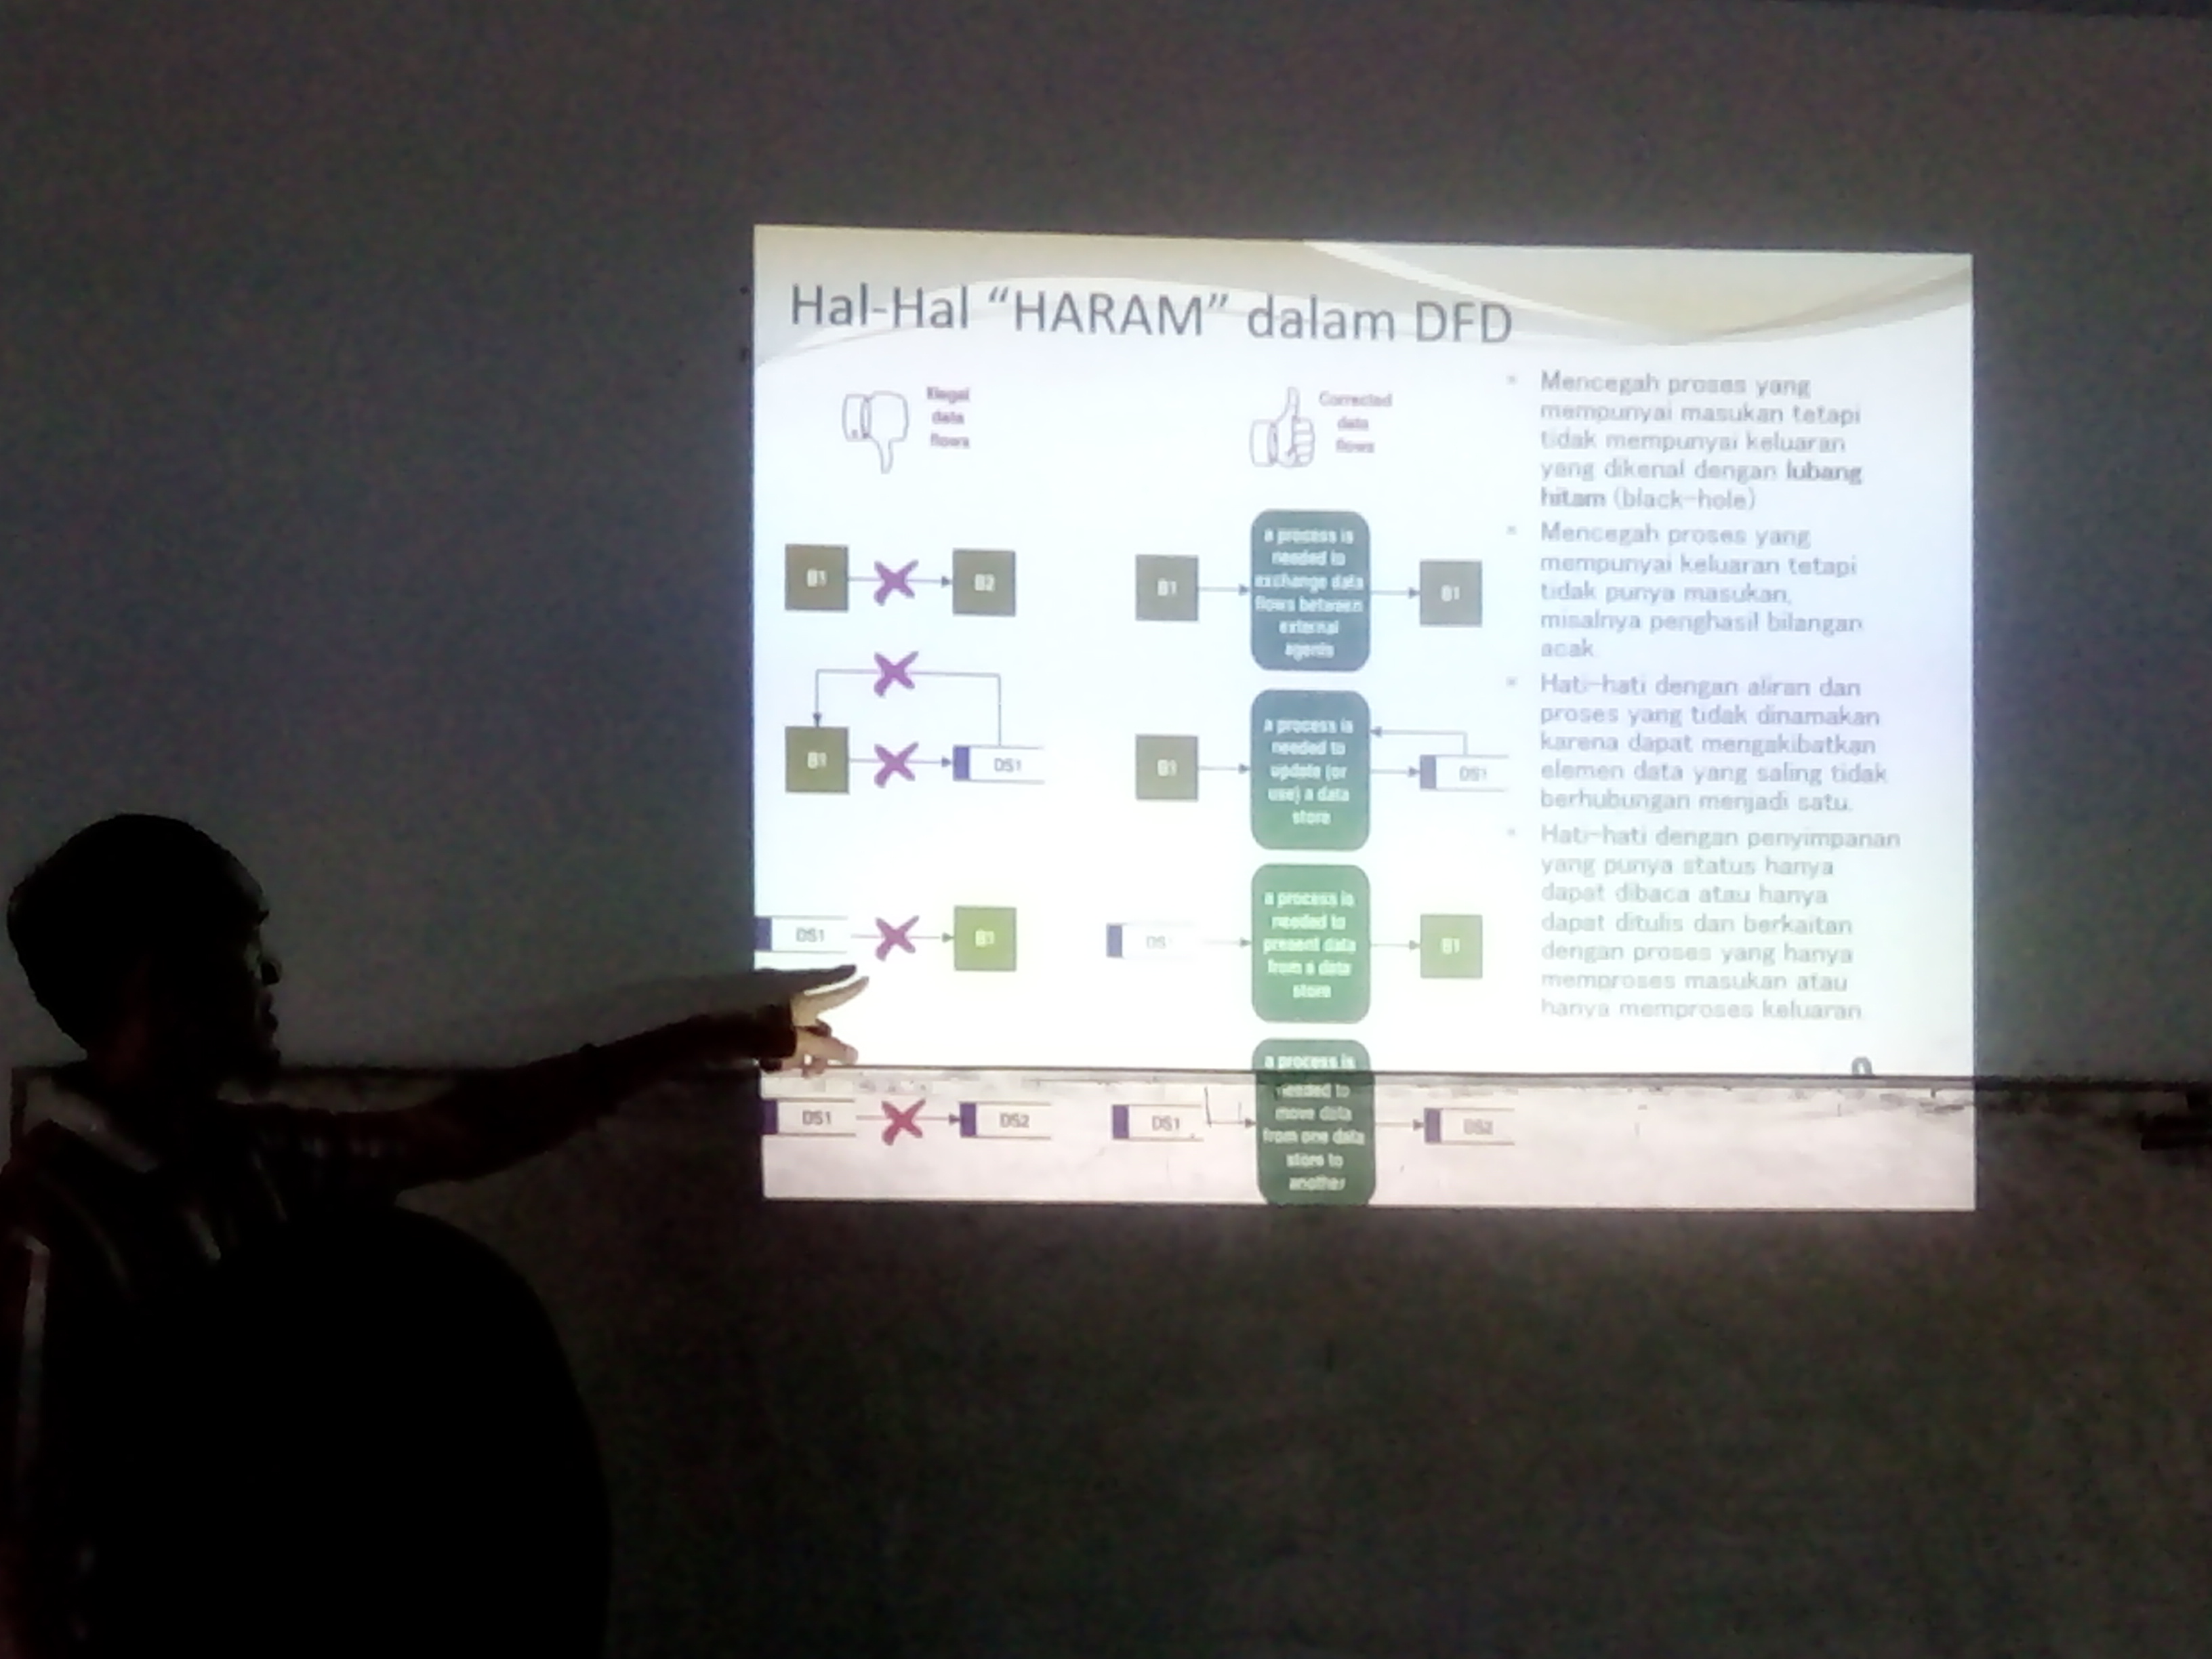 Hal-Hal “HARAM” dalam DFD
Illegal
data
flows
Corrected
data
flows
B1
B2
B1
a process is
needed to
exchange data
flows between
external
agents
B1
B1
DS1
B1
a process is
needed to
update (or
use) a data
store
DS1
DS1
B1
DS
a process is
needed to
present data
from a data
store
B1
DS1
DS2
DS1
a process is
needed to
move data
from one data
store to
another
DS2
Mencegah proses yang
mempunyai masukan tetapi
tidak mempunyai keluaran
yang dikenal dengan lubang
hitam (black-hole)
Mencegah proses yang
mempunyai keluaran tetapi
tidak punya masukan,
misalnya penghasil bilangan
acak
Hati-hati dengan aliran dan
proses yang tidak dinamakan
karena dapat mengakibatkan
elemen data yang saling tidak
berhubungan menjadi satu.
Hati-hati dengan penyimpanan
yang punya status hanya
dapat dibaca atau hanya
dapat ditulis dan berkaitan
dengan proses yang hanya
memproses masukan atau
hanya memproses keluaran